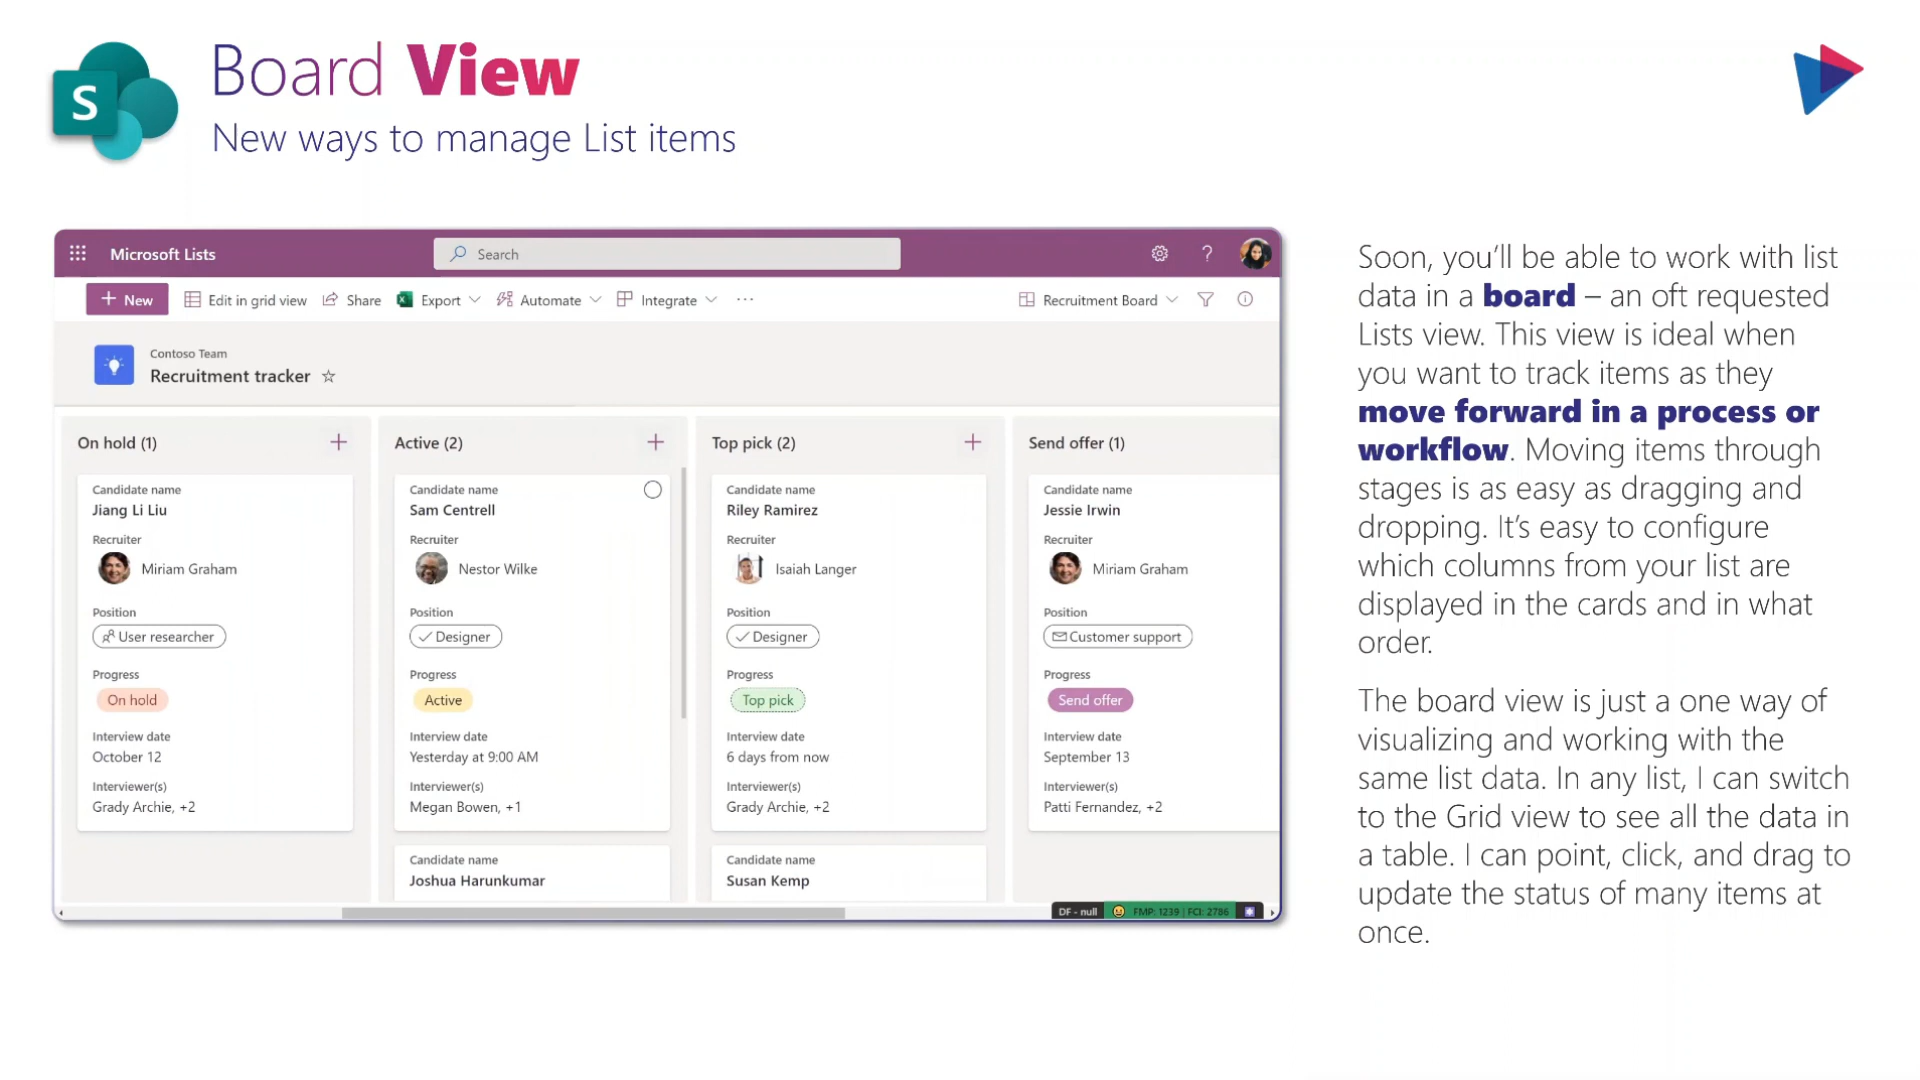 S
Board View
New ways to manage List items
Microsoft Lists
Search
?
+ New
Edit in grid view
Share
Export
Automate
Integrate
...
Recruitment Board
Contoso Team
Recruitment tracker
On hold (1)
Candidate name
Jiang Li Liu
Recruiter
Miriam Graham
Position
User researcher
Progress
On hold
Interview date
October 12
Interviewer(s)
Grady Archie, +2
Active (2)
Candidate name
Sam Centrell
Recruiter
Nestor Wilke
Position
Designer
Progress
Active
Interview date
Yesterday at 9:00 AM
Interviewer(s)
Megan Bowen, +1
Candidate name
Joshua Harunkumar
Top pick (2)
Candidate name
Riley Ramirez
Recruiter
Isaiah Langer
Position
Designer
Progress
Top pick
Interview date
6 days from now
Interviewer(s)
Grady Archie, +2
Candidate name
Susan Kemp
Send offer (1)
Candidate name
Jessie Irwin
Recruiter
Miriam Graham
Position
Customer support
Progress
Send offer
Interview date
September 13
Interviewer(s)
Patti Fernandez, +2
DF - null
FMP: 1239 | FCI: 2786
Soon, you'll be able to work with list
data in a board – an oft requested
Lists view. This view is ideal when
you want to track items as they
move forward in a process or
workflow. Moving items through
stages is as easy as dragging and
dropping. It's easy to configure
which columns from your list are
displayed in the cards and in what
order.
The board view is just a one way of
visualizing and working with the
same list data. In any list, I can switch
to the Grid view to see all the data in
a table. I can point, click, and drag to
update the status of many items at
once.